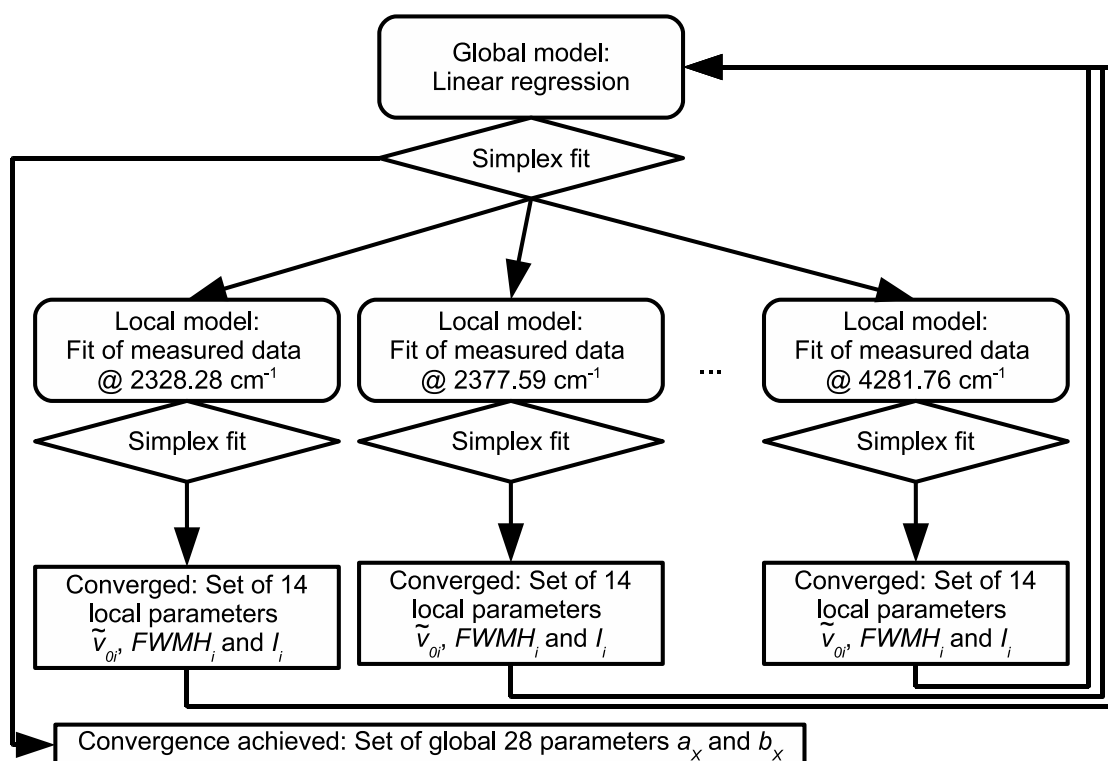 Global model:
Linear regression
Simplex fit
Local model:
Fit of measured data
@ 2328.28 cm⁻¹
Local model:
Fit of measured data
@ 2377.59 cm⁻¹
...
Local model:
Fit of measured data
@ 4281.76 cm⁻¹
Simplex fit
Simplex fit
Simplex fit
Converged: Set of 14
local parameters
ṽ₀ᵢ, FWMHᵢ and Iᵢ
Converged: Set of 14
local parameters
ṽ₀ᵢ, FWMHᵢ and Iᵢ
Converged: Set of 14
local parameters
ṽ₀ᵢ, FWMHᵢ and Iᵢ
Convergence achieved: Set of global 28 parameters aₓ and bₓ